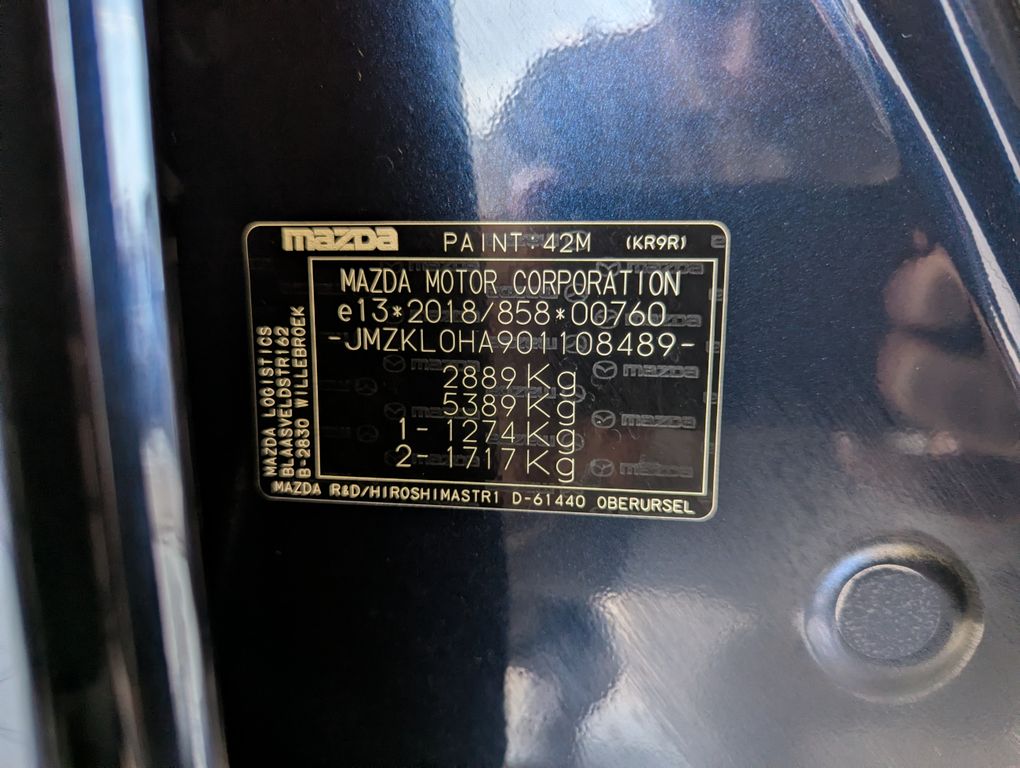 mazda PAINT:42M (KR9R)
MAZDA MOTOR CORPORATION
e13*2018/858*00760
-JMZKL0HA901108489-
2889Kg
5389Kg
1-1274Kg
2-1717Kg
MAZDA LOGISTICS
BLAASVELDSTR162
B-2830 WILLEBROEK
MAZDA R&D/HIROSHIMASTR1 D-61440 OBERURSEL